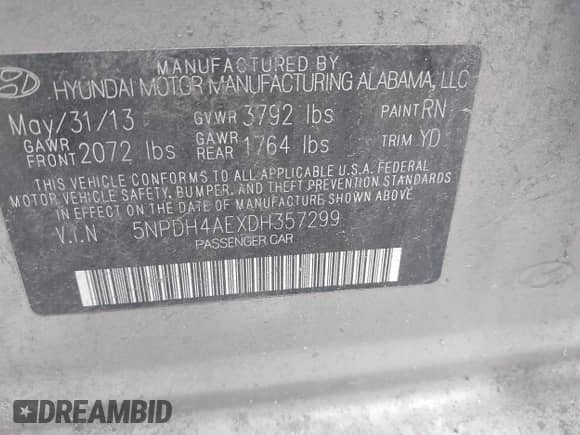 MANUFACTURED BY
HYUNDAI MOTOR MANUFACTURING ALABAMA, LLC
May/31/13 GVWR 3792 lbs PAINT RN
GAWR FRONT 2072 lbs GAWR REAR 1764 lbs TRIM YD
THIS VEHICLE CONFORMS TO ALL APPLICABLE U.S.A. FEDERAL
MOTOR VEHICLE SAFETY, BUMPER, AND THEFT PREVENTION
STANDARDS IN EFFECT ON THE DATE OF MANUFACTURE SHOWN ABOVE.
V.I.N 5NPDH4AEXDH357299
PASSENGER CAR
DREAMBID